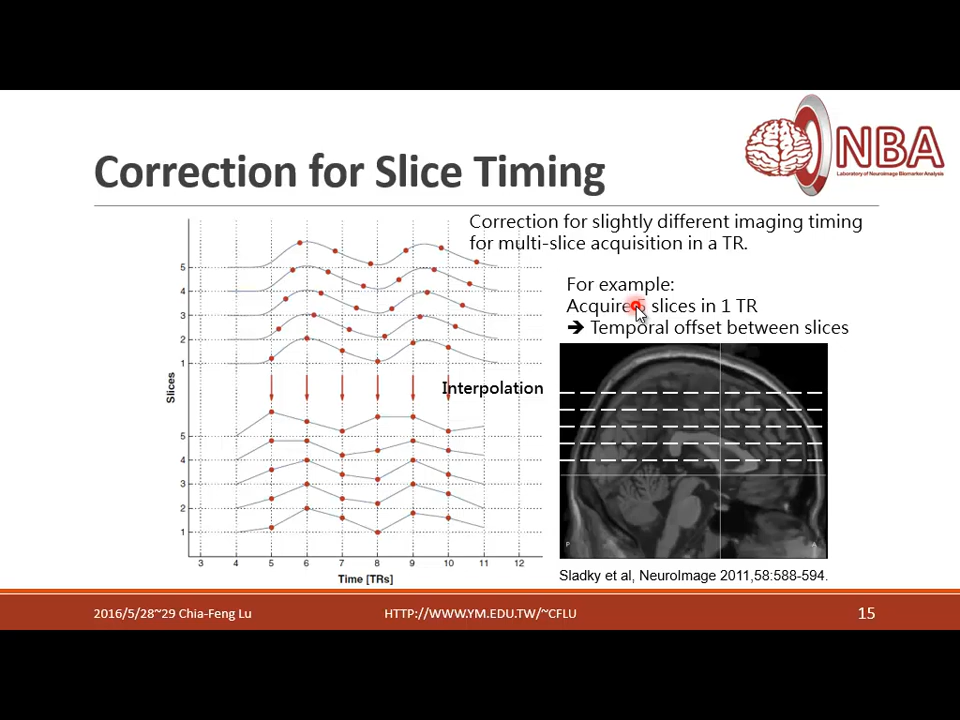 NBA
Laboratory of Neuroimage Biomarker Analysis
Correction for Slice Timing
Correction for slightly different imaging timing
for multi-slice acquisition in a TR.
For example:
Acquire 5 slices in 1 TR
➔ Temporal offset between slices
5
4
3
2
1
Interpolation
Slices
5
4
3
2
1
3 4 5 6 7 8 9 10 11 12
Time [TRs]
P A
Sladky et al, NeuroImage 2011,58:588-594.
2016/5/28~29 Chia-Feng Lu HTTP://WWW.YM.EDU.TW/~CFLU 15